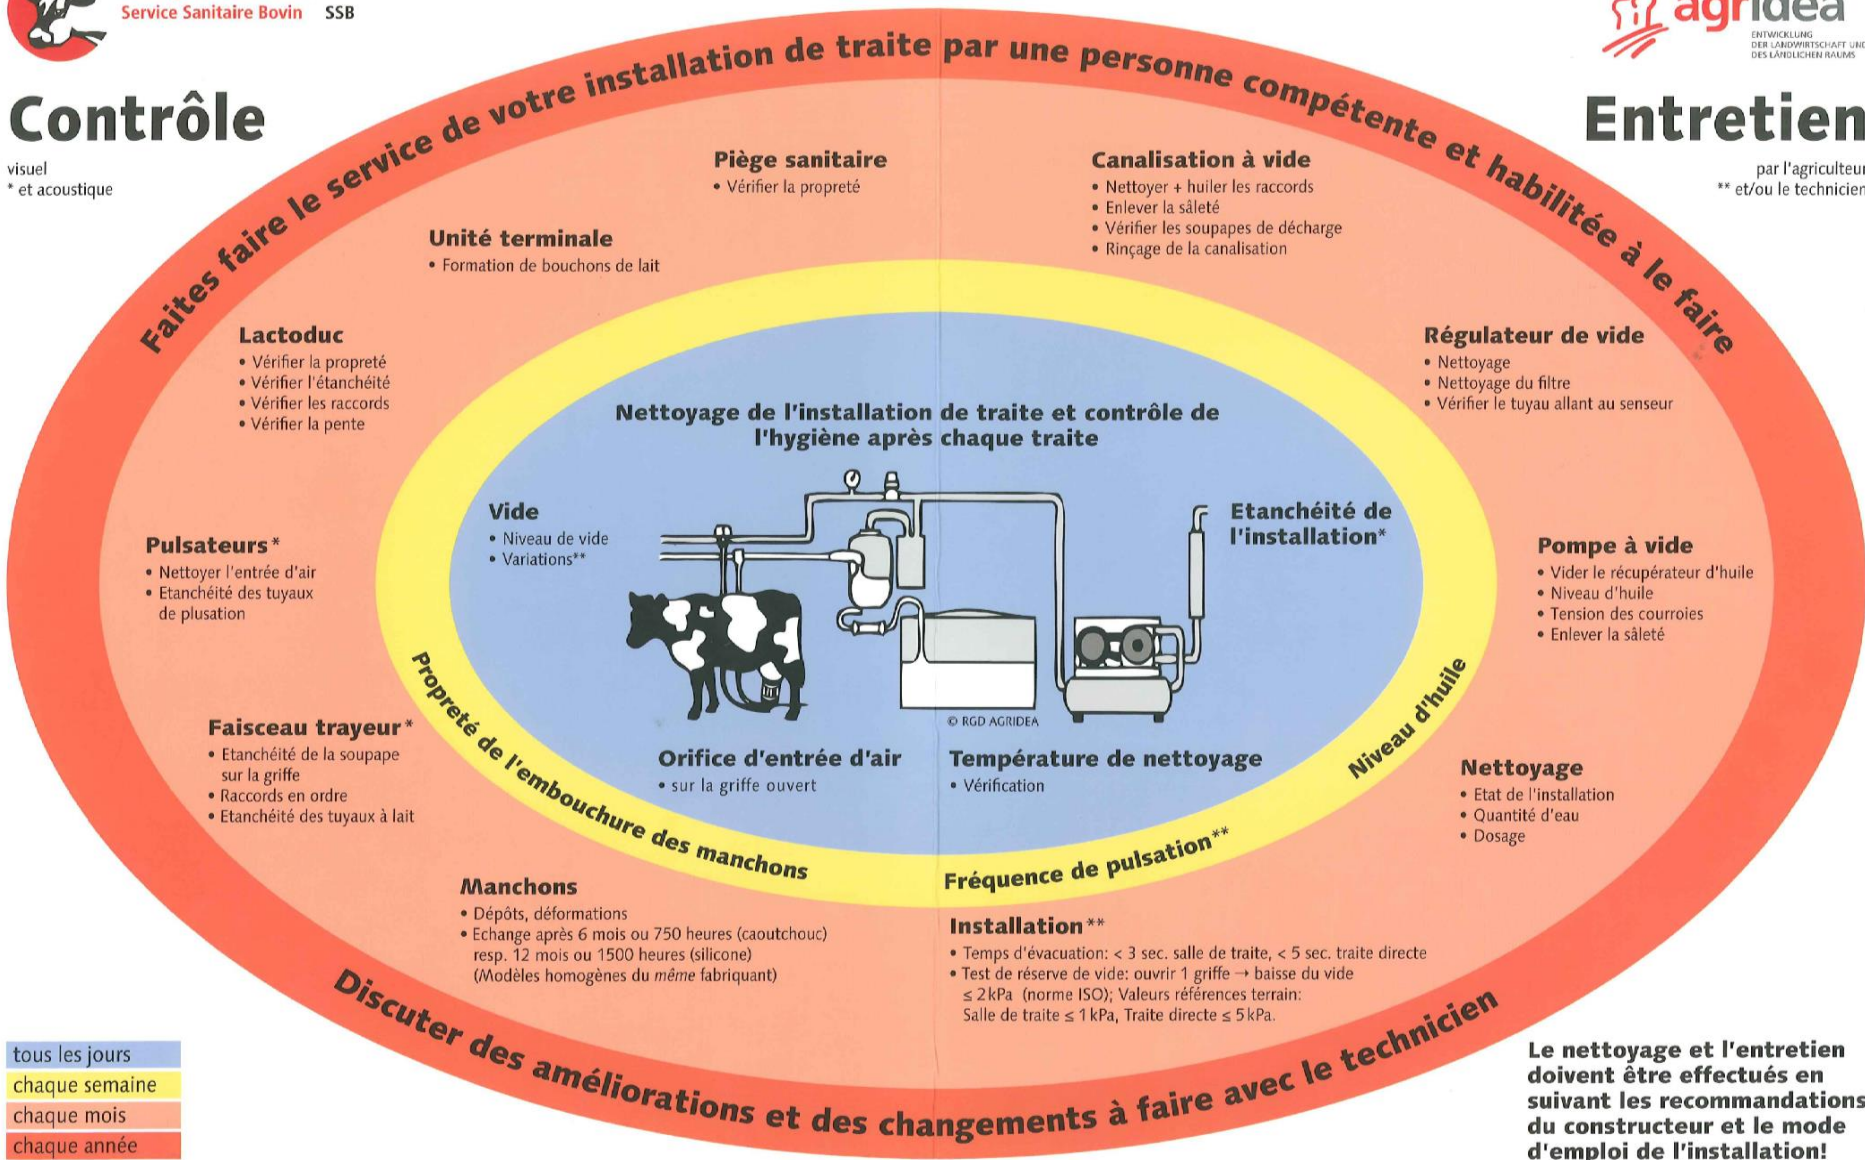 Service Sanitaire Bovin SSB
agridea
ENTWICKLUNG
DER LANDWIRTSCHAFT UND
DES LÄNDLICHEN RAUMS
Contrôle
visuel
* et acoustique
Entretien
par l'agriculteur
** et/ou le technicien
Faites faire le service de votre installation de traite par une personne compétente et habilitée à le faire
Piège sanitaire
• Vérifier la propreté
Canalisation à vide
• Nettoyer + huiler les raccords
• Enlever la sâleté
• Vérifier les soupapes de décharge
• Rinçage de la canalisation
Unité terminale
• Formation de bouchons de lait
Lactoduc
• Vérifier la propreté
• Vérifier l'étanchéité
• Vérifier les raccords
• Vérifier la pente
Régulateur de vide
• Nettoyage
• Nettoyage du filtre
• Vérifier le tuyau allant au senseur
Nettoyage de l'installation de traite et contrôle de
l'hygiène après chaque traite
Vide
• Niveau de vide
• Variations**
Etanchéité de
l'installation*
Pulsateurs*
• Nettoyer l'entrée d'air
• Etanchéité des tuyaux
de plusation
Pompe à vide
• Vider le récupérateur d'huile
• Niveau d'huile
• Tension des courroies
• Enlever la sâleté
© RGD AGRIDEA
Orifice d'entrée d'air
• sur la griffe ouvert
Température de nettoyage
• Vérification
Propreté de l'embouchure des manchons
Fréquence de pulsation**
Niveau d'huile
Faisceau trayeur*
• Etanchéité de la soupape
sur la griffe
• Raccords en ordre
• Etanchéité des tuyaux à lait
Nettoyage
• Etat de l'installation
• Quantité d'eau
• Dosage
Manchons
• Dépôts, déformations
• Echange après 6 mois ou 750 heures (caoutchouc)
resp. 12 mois ou 1500 heures (silicone)
(Modèles homogènes du même fabriquant)
Installation**
• Temps d'évacuation: < 3 sec. salle de traite, < 5 sec. traite directe
• Test de réserve de vide: ouvrir 1 griffe → baisse du vide
≤ 2 kPa (norme ISO); Valeurs références terrain:
Salle de traite ≤ 1 kPa, Traite directe ≤ 5 kPa.
Discuter des améliorations et des changements à faire avec le technicien
tous les jours
chaque semaine
chaque mois
chaque année
Le nettoyage et l'entretien
doivent être effectués en
suivant les recommandations
du constructeur et le mode
d'emploi de l'installation!